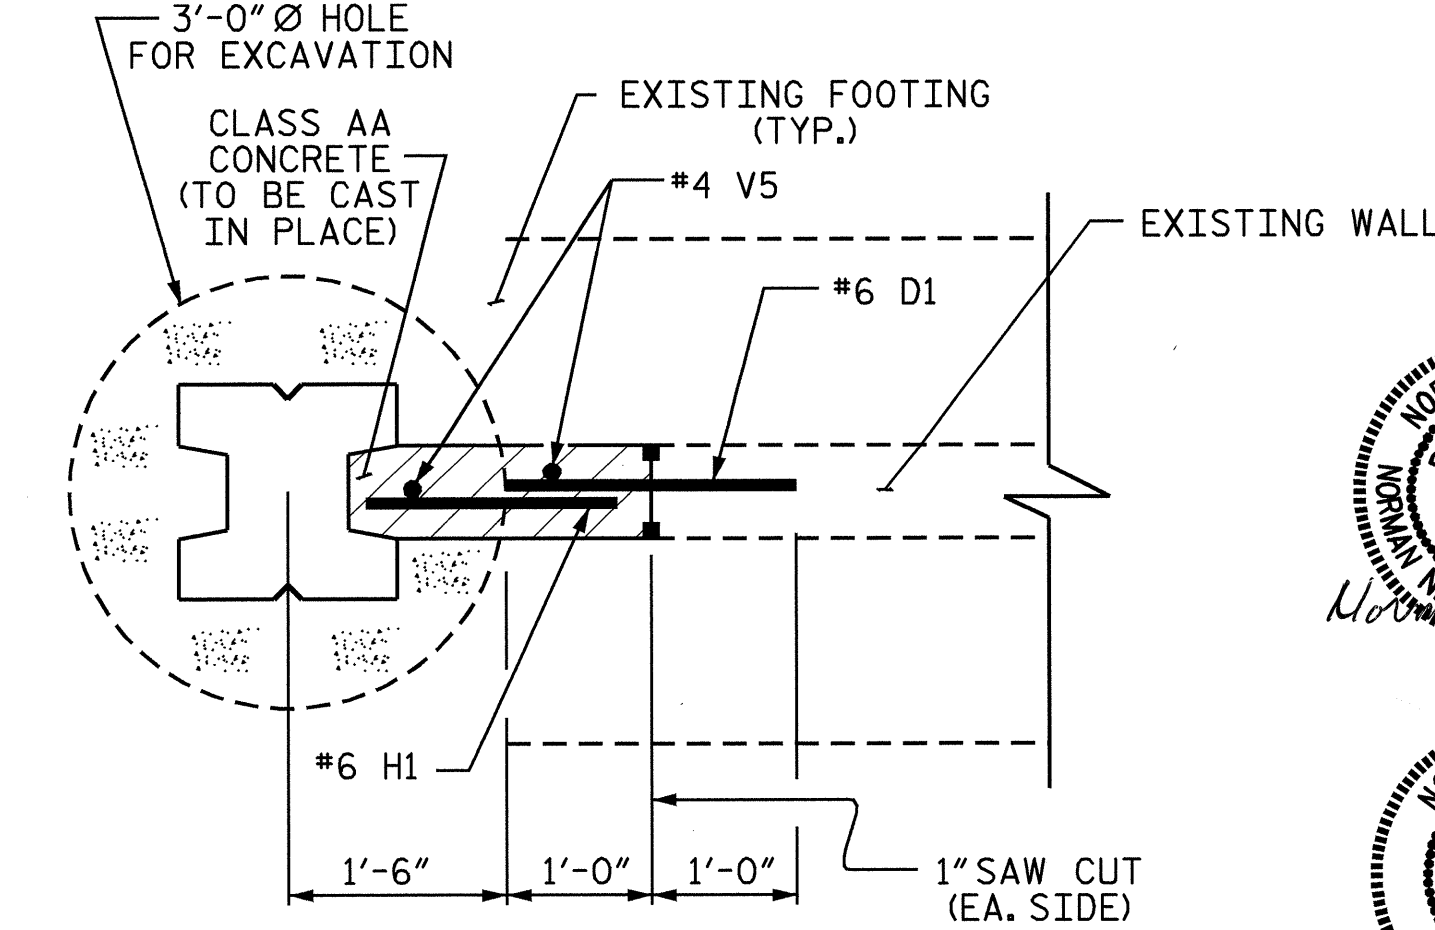 3'-0" Ø HOLE
FOR EXCAVATION
EXISTING FOOTING
(TYP.)
CLASS AA
CONCRETE
(TO BE CAST
IN PLACE)
#4 V5
EXISTING WALL
#6 D1
NORMAN
#6 H1
1'-6"
1'-0"
1'-0"
1" SAW CUT
(EA. SIDE)